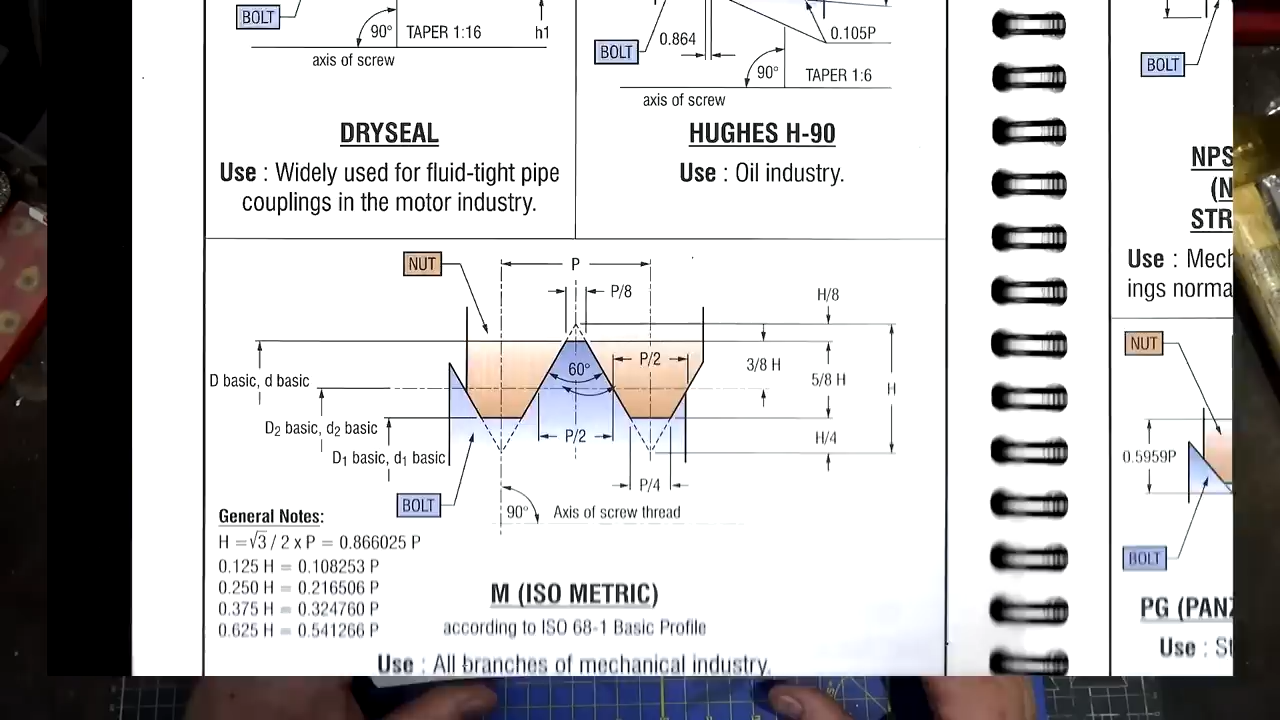 BOLT
90°
TAPER 1:16
h1
axis of screw
DRYSEAL
Use : Widely used for fluid-tight pipe
couplings in the motor industry.
0.864
0.105P
BOLT
90°
TAPER 1:6
axis of screw
HUGHES H-90
Use : Oil industry.
NUT
P
P/8
H/8
60°
P/2
3/8 H
5/8 H
H
D basic, d basic
D2 basic, d2 basic
P/2
H/4
D1 basic, d1 basic
P/4
BOLT
90°
Axis of screw thread
General Notes:
H =√3 / 2 x P = 0.866025 P
0.125 H = 0.108253 P
0.250 H = 0.216506 P
0.375 H = 0.324760 P
0.625 H = 0.541266 P
M (ISO METRIC)
according to ISO 68-1 Basic Profile
Use : All branches of mechanical industry.
BOLT
NPS
(N
STR
Use : Mech
ings norma
NUT
0.5959P
BOLT
PG (PANZ
Use : St